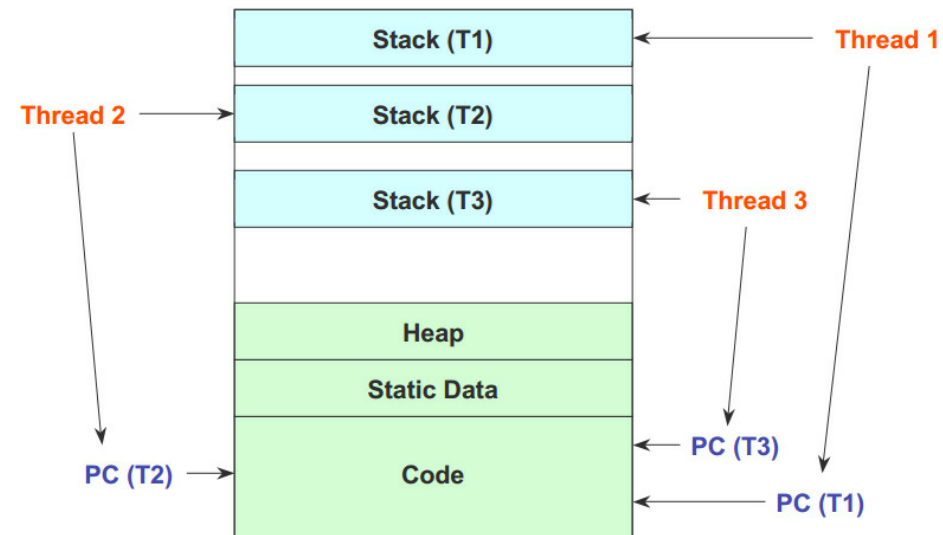 Stack (T1)
Thread 1
Thread 2
Stack (T2)
Stack (T3)
Thread 3
Heap
Static Data
PC (T3)
PC (T2)
Code
PC (T1)